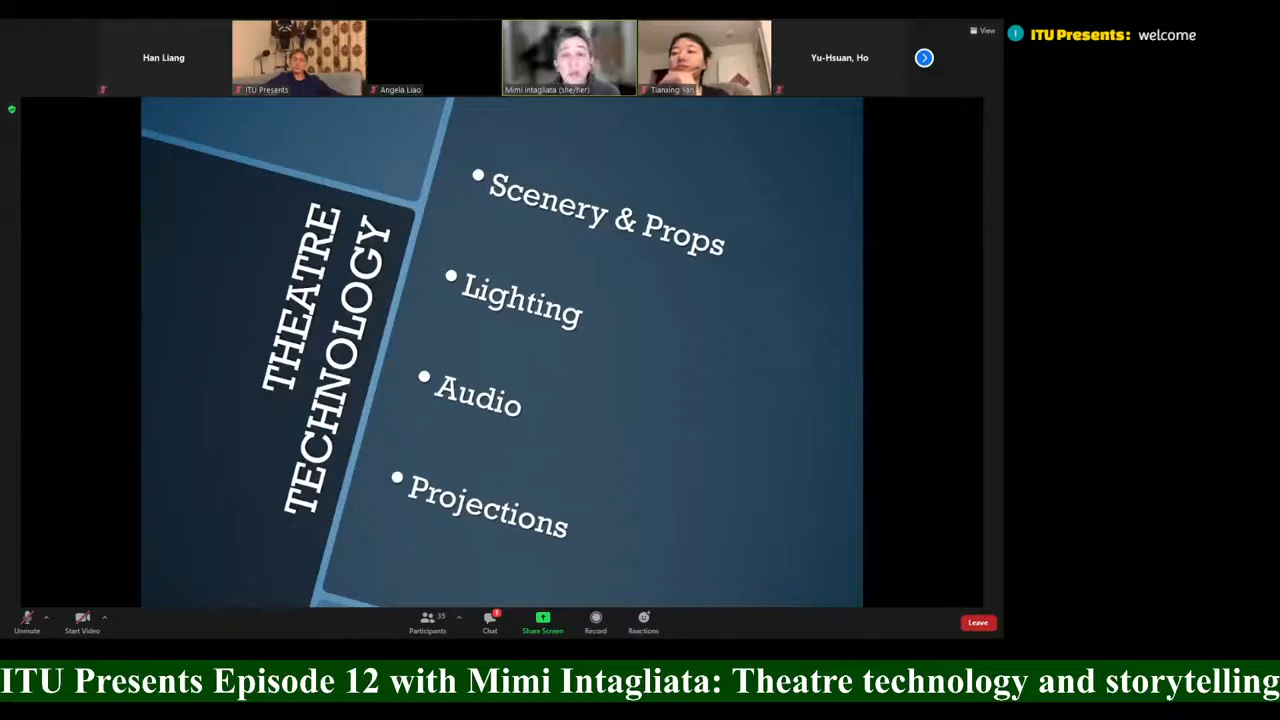 View
ITU Presents: welcome
Han Liang
ITU Presents
Angela Liao
Mimi Intagliata (she/her)
Tianxing Yan
Yu-Hsuan, Ho
THEATRE
TECHNOLOGY
• Scenery & Props
• Lighting
• Audio
• Projections
Unmute
Start Video
35
Participants
1
Chat
Share Screen
Record
Reactions
Leave
ITU Presents Episode 12 with Mimi Intagliata: Theatre technology and storytelling